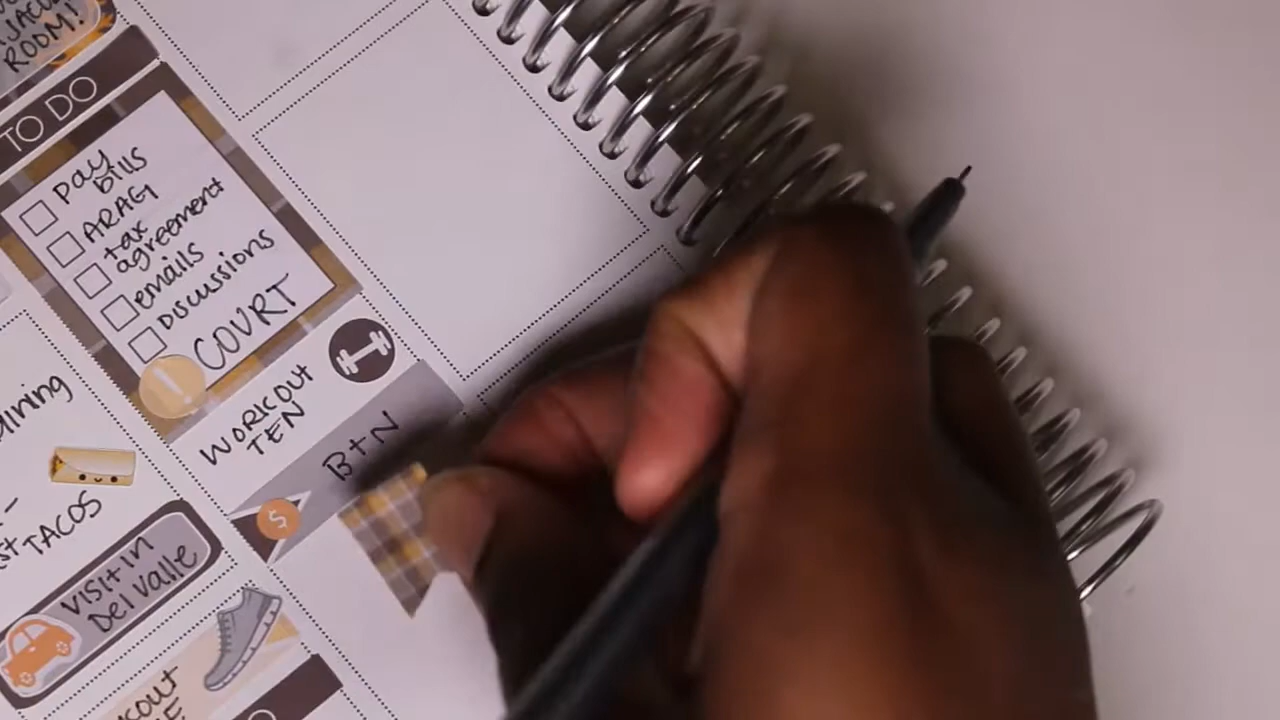 ROOM!
TO DO
pay
bills
ARAG
tax
agreement
emails
DISCUSSIONS
COURT
!
WORKOUT
TEN
B+N
$
TACOS
VISIT IN
Del Valle